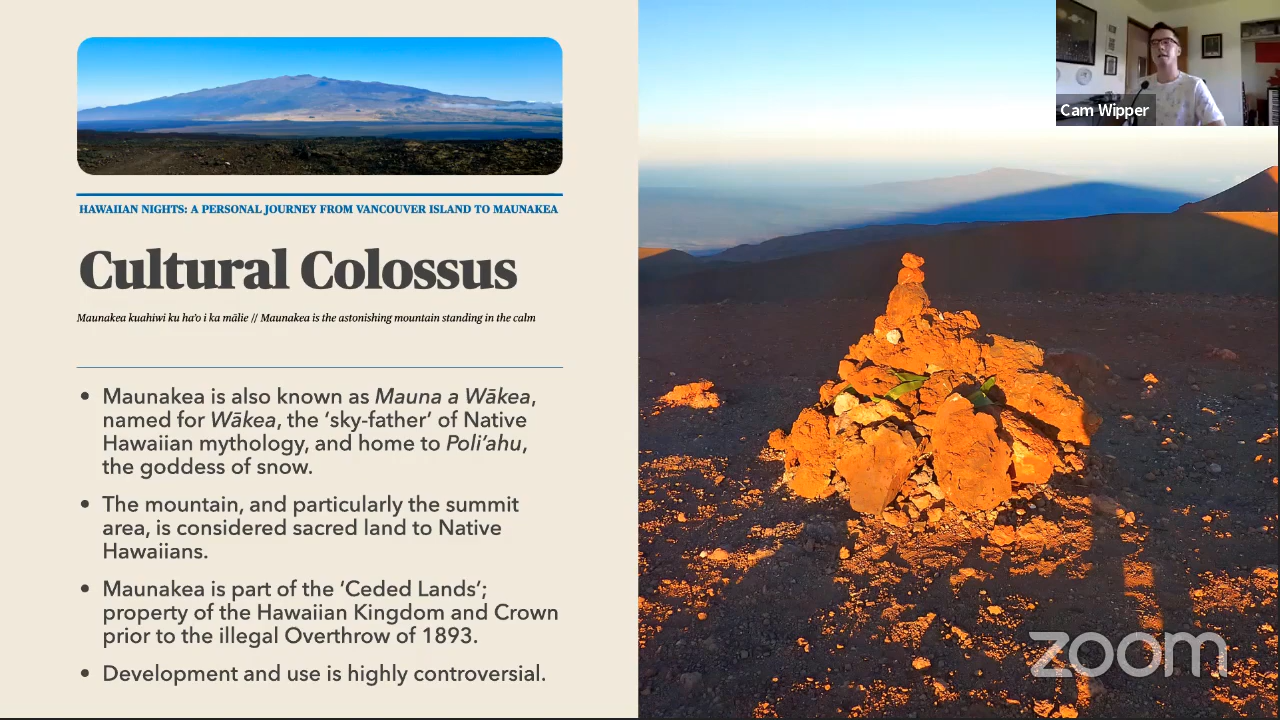 HAWAIIAN NIGHTS: A PERSONAL JOURNEY FROM VANCOUVER ISLAND TO MAUNAKEA
Cultural Colossus
Maunakea kuahiwi ku ha’o i ka mālie // Maunakea is the astonishing mountain standing in the calm
• Maunakea is also known as Mauna a Wākea,
named for Wākea, the ‘sky-father’ of Native
Hawaiian mythology, and home to Poli’ahu,
the goddess of snow.
• The mountain, and particularly the summit
area, is considered sacred land to Native
Hawaiians.
• Maunakea is part of the ‘Ceded Lands’;
property of the Hawaiian Kingdom and Crown
prior to the illegal Overthrow of 1893.
• Development and use is highly controversial.
Cam Wipper
zoom